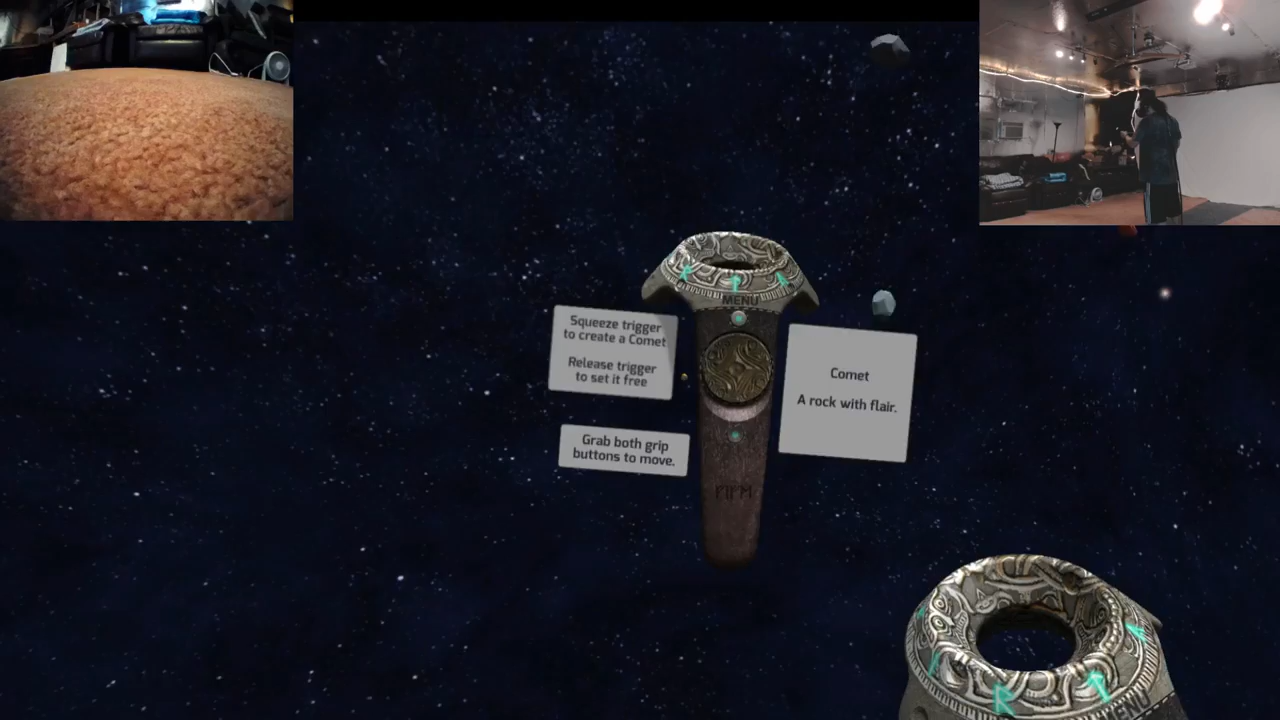 MENU
Squeeze trigger
to create a Comet
Release trigger
to set it free
Comet
A rock with flair.
Grab both grip
buttons to move.
MENU